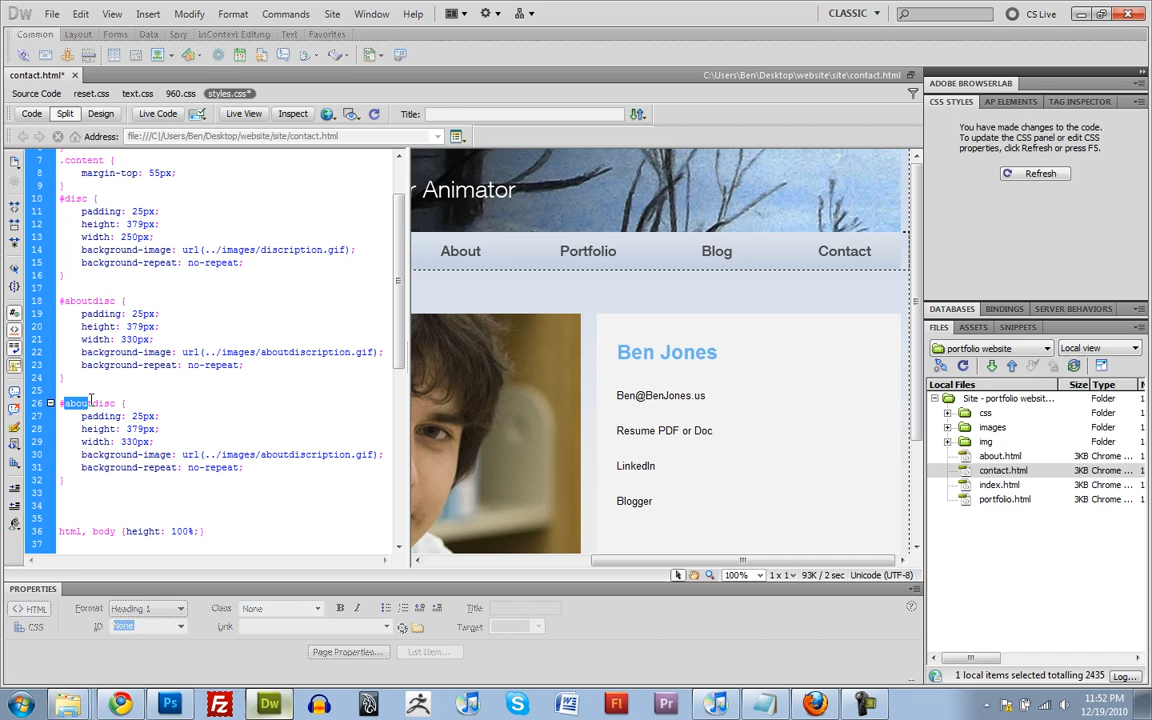 Dw File Edit View Insert Modify Format Commands Site Window Help CLASSIC CS Live
Common Layout Forms Data Spry InContext Editing Text Favorites
contact.html* C:\Users\Ben\Desktop\website\site\contact.html
Source Code reset.css text.css 960.css styles.css*
Code Split Design Live Code Live View Inspect Title:
Address: file:///C|/Users/Ben/Desktop/website/site/contact.html
7 .content {
8 margin-top: 55px;
9 }
10 #disc {
11 padding: 25px;
12 height: 379px;
13 width: 250px;
14 background-image: url(../images/discription.gif);
15 background-repeat: no-repeat;
16 }
17
18 #aboutdisc {
19 padding: 25px;
20 height: 379px;
21 width: 330px;
22 background-image: url(../images/aboutdiscription.gif);
23 background-repeat: no-repeat;
24 }
25
26 #aboutdisc {
27 padding: 25px;
28 height: 379px;
29 width: 330px;
30 background-image: url(../images/aboutdiscription.gif);
31 background-repeat: no-repeat;
32 }
33
34
35
36 html, body {height: 100%;}
37
r Animator
About Portfolio Blog Contact
Ben Jones
Ben@BenJones.us
Resume PDF or Doc
LinkedIn
Blogger
100% 1 x 1 93K / 2 sec Unicode (UTF-8)
PROPERTIES
<> HTML Format Heading 1 Class None B I Title
CSS ID None Link Target
Page Properties... List Item...
ADOBE BROWSERLAB
CSS STYLES AP ELEMENTS TAG INSPECTOR
You have made changes to the code.
To update the CSS panel or edit CSS
properties, click Refresh or press F5.
Refresh
DATABASES BINDINGS SERVER BEHAVIORS
FILES ASSETS SNIPPETS
portfolio website Local view
Local Files Size Type
Site - portfolio websit... Folder
css Folder
images Folder
img Folder
about.html 3KB Chrome ...
contact.html 3KB Chrome ...
index.html 3KB Chrome ...
portfolio.html 3KB Chrome ...
1 local items selected totalling 2435 Log...
Ps Fz Dw Fl Pr
11:52 PM
12/19/2010